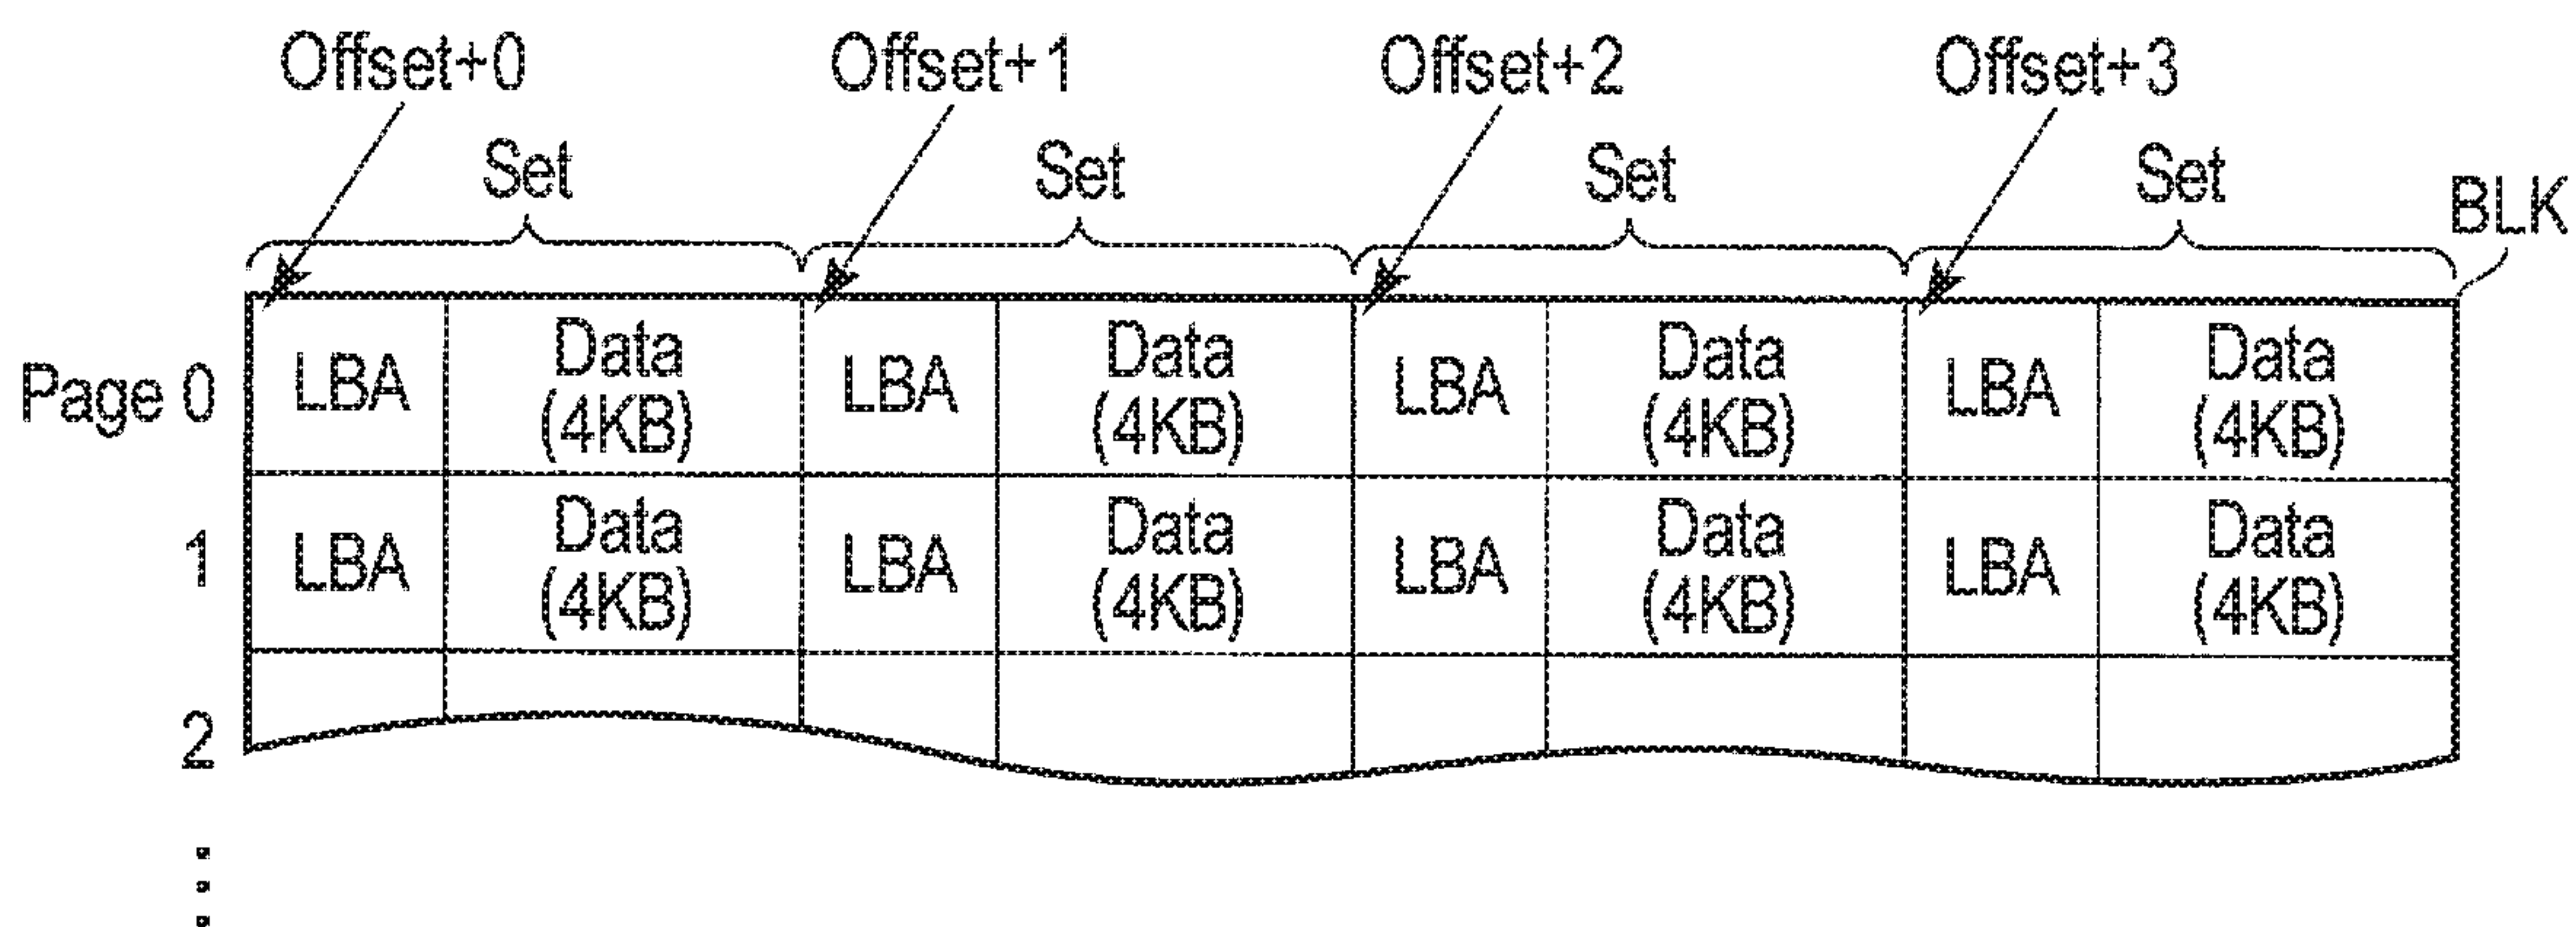 Offset+0 Offset+1 Offset+2 Offset+3
Set Set Set Set BLK
Page 0 LBA Data (4KB) LBA Data (4KB) LBA Data (4KB) LBA Data (4KB)
1 LBA Data (4KB) LBA Data (4KB) LBA Data (4KB) LBA Data (4KB)
2